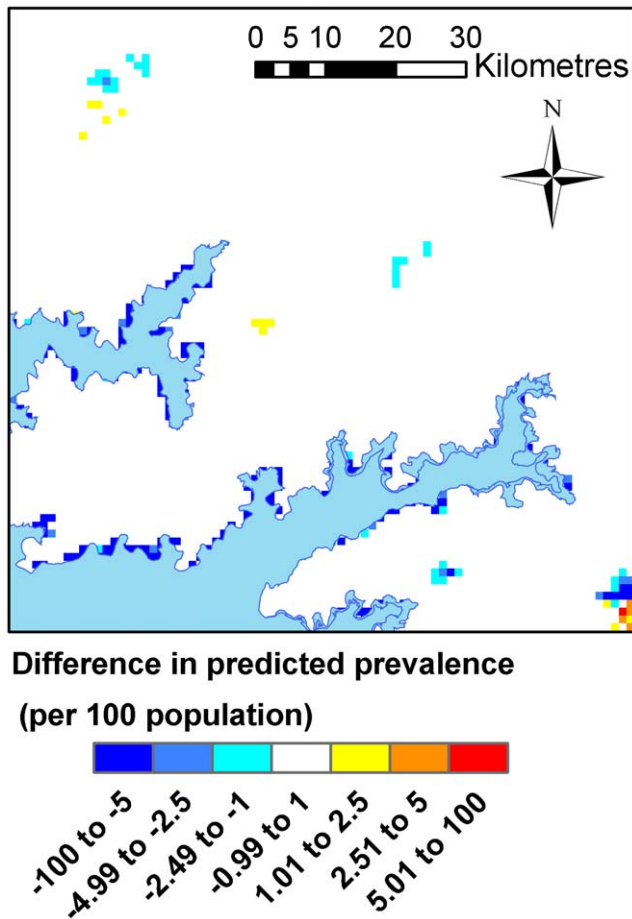 0 5 10 20 30
Kilometres
N
Difference in predicted prevalence
(per 100 population)
-100 to -5
-4.99 to -2.5
-2.49 to -1
-0.99 to 1
1.01 to 2.5
2.51 to 5
5.01 to 100